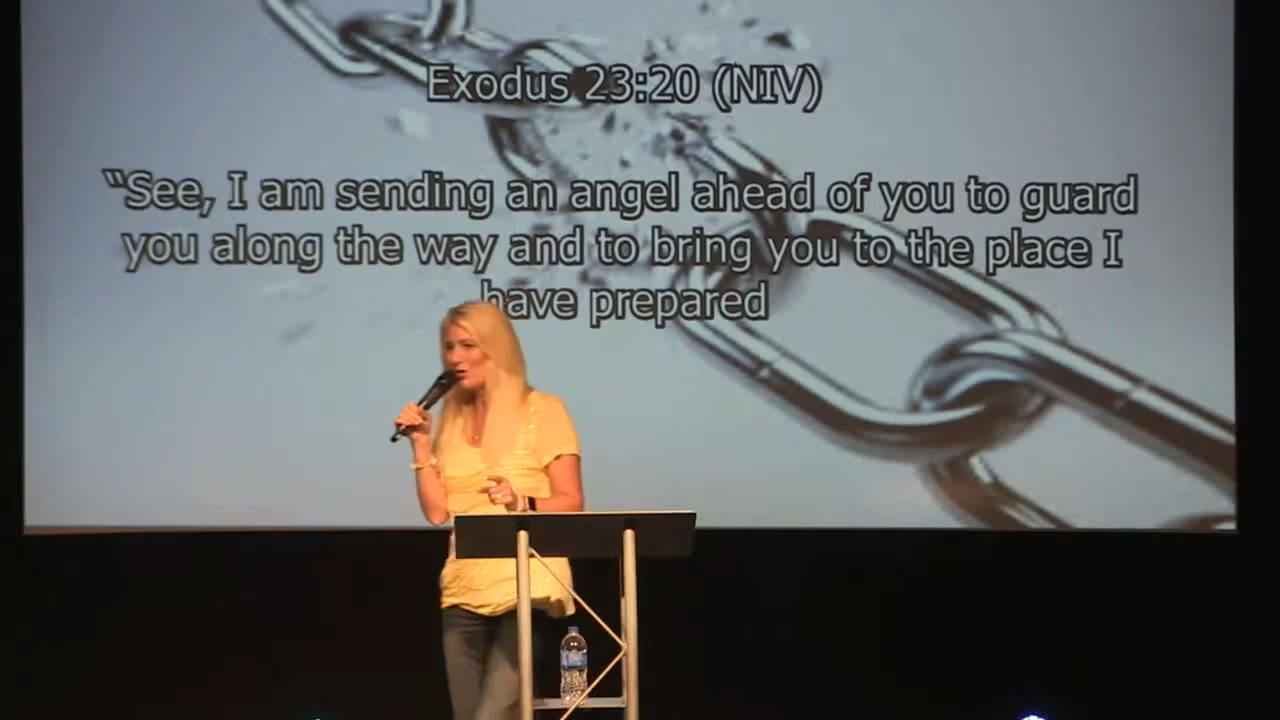 Exodus 23:20 (NIV)
“See, I am sending an angel ahead of you to guard
you along the way and to bring you to the place I
have prepared